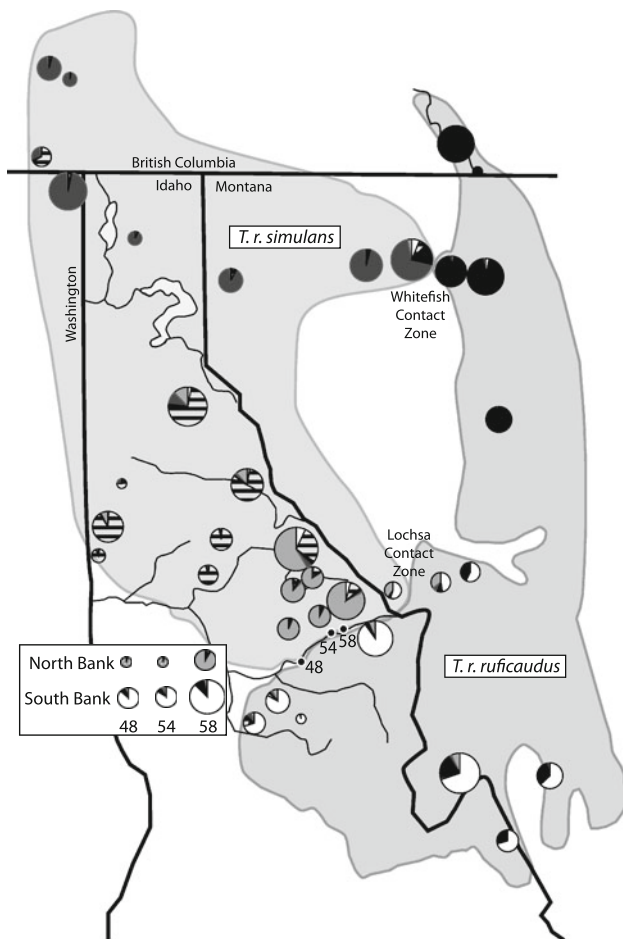 British Columbia
Idaho
Montana
T. r. simulans
Washington
Whitefish
Contact
Zone
Lochsa
Contact
Zone
58
54
48
T. r. ruficaudus
North Bank
South Bank
48 54 58